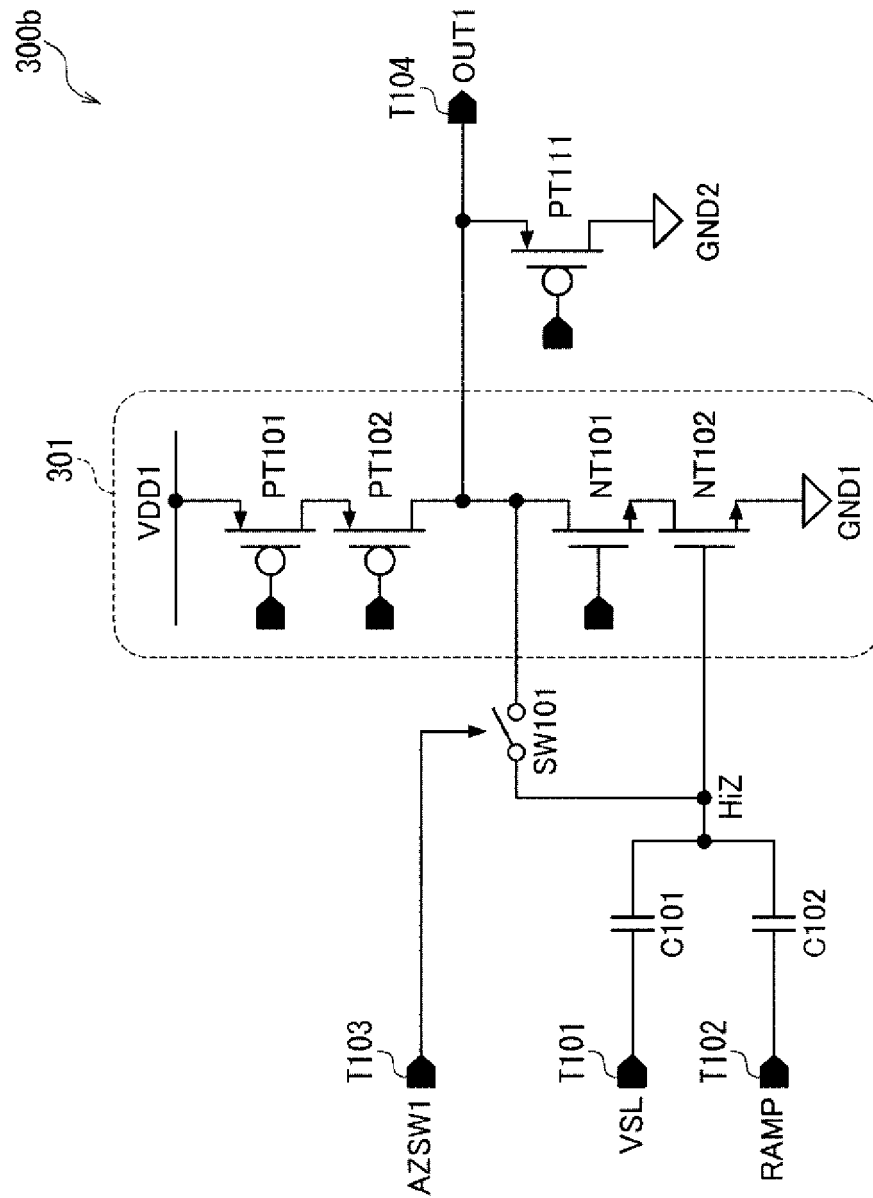 300b
301
VDD1
PT101
PT102
T104
OUT1
PT111
GND2
NT101
NT102
GND1
SW101
HiZ
T103
AZSW1
T101
VSL
C101
T102
RAMP
C102